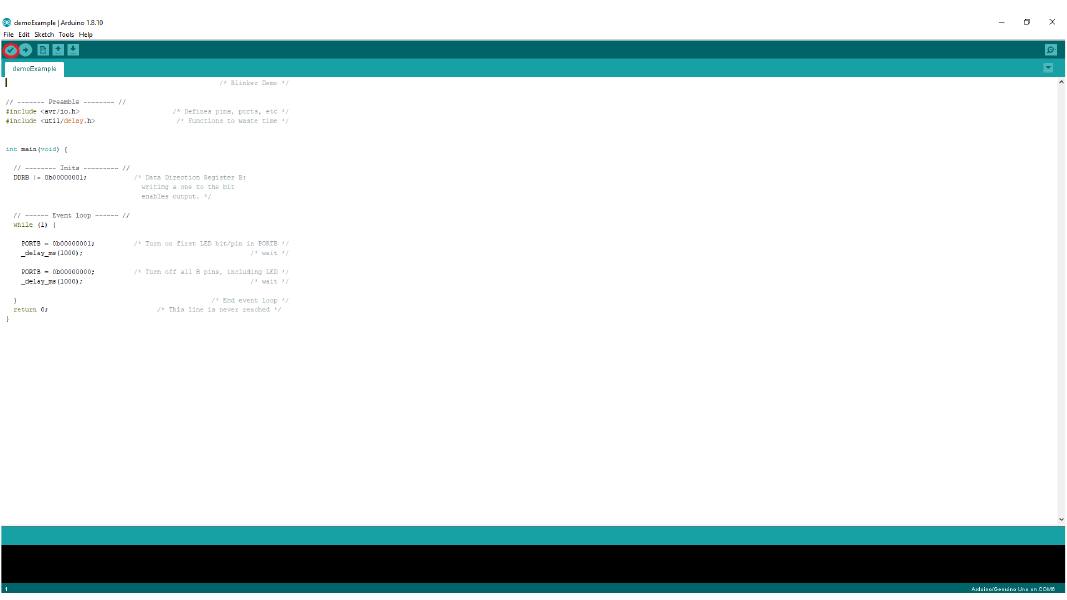 demoExample | Arduino 1.8.10
File Edit Sketch Tools Help
demoExample
/* Blinker Demo */
// ------- Preamble -------- //
#include <avr/io.h> /* Defines pins, ports, etc */
#include <util/delay.h> /* Functions to waste time */
int main(void) {
// -------- Inits --------- //
DDRB |= 0b00000001; /* Data Direction Register B:
writing a one to the bit
enables output. */
// ------ Event loop ------ //
while (1) {
PORTB = 0b00000001; /* Turn on first LED bit/pin in PORTB */
_delay_ms(1000); /* wait */
PORTB = 0b00000000; /* Turn off all B pins, including LED */
_delay_ms(1000); /* wait */
} /* End event loop */
return 0; /* This line is never reached */
}
1 Arduino/Genuino Uno on COM6